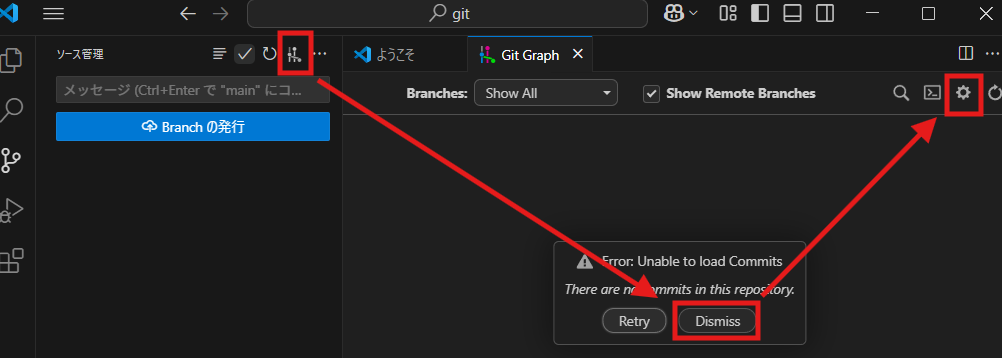 git
ソース管理
ようこそ
Git Graph
メッセージ (Ctrl+Enter で "main" にコ...
Branch の発行
Branches: Show All
Show Remote Branches
Error: Unable to load Commits
There are no commits in this repository.
Retry
Dismiss